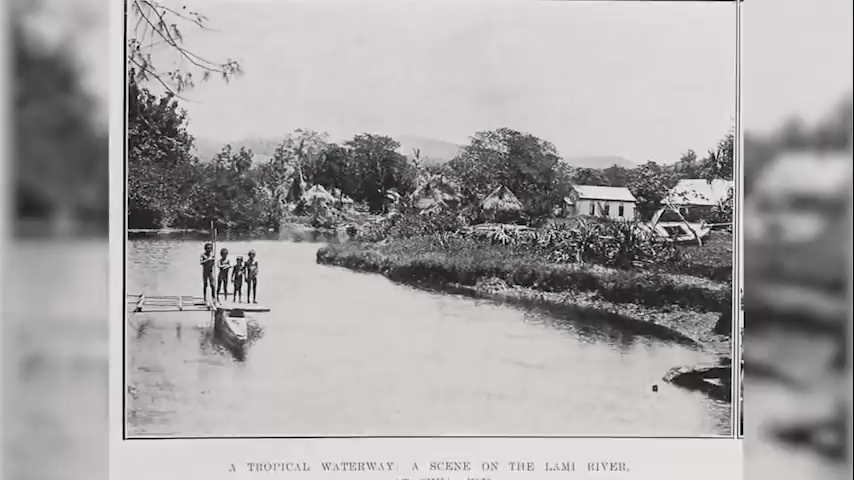 A TROPICAL WATERWAY: A SCENE ON THE LAMI RIVER,